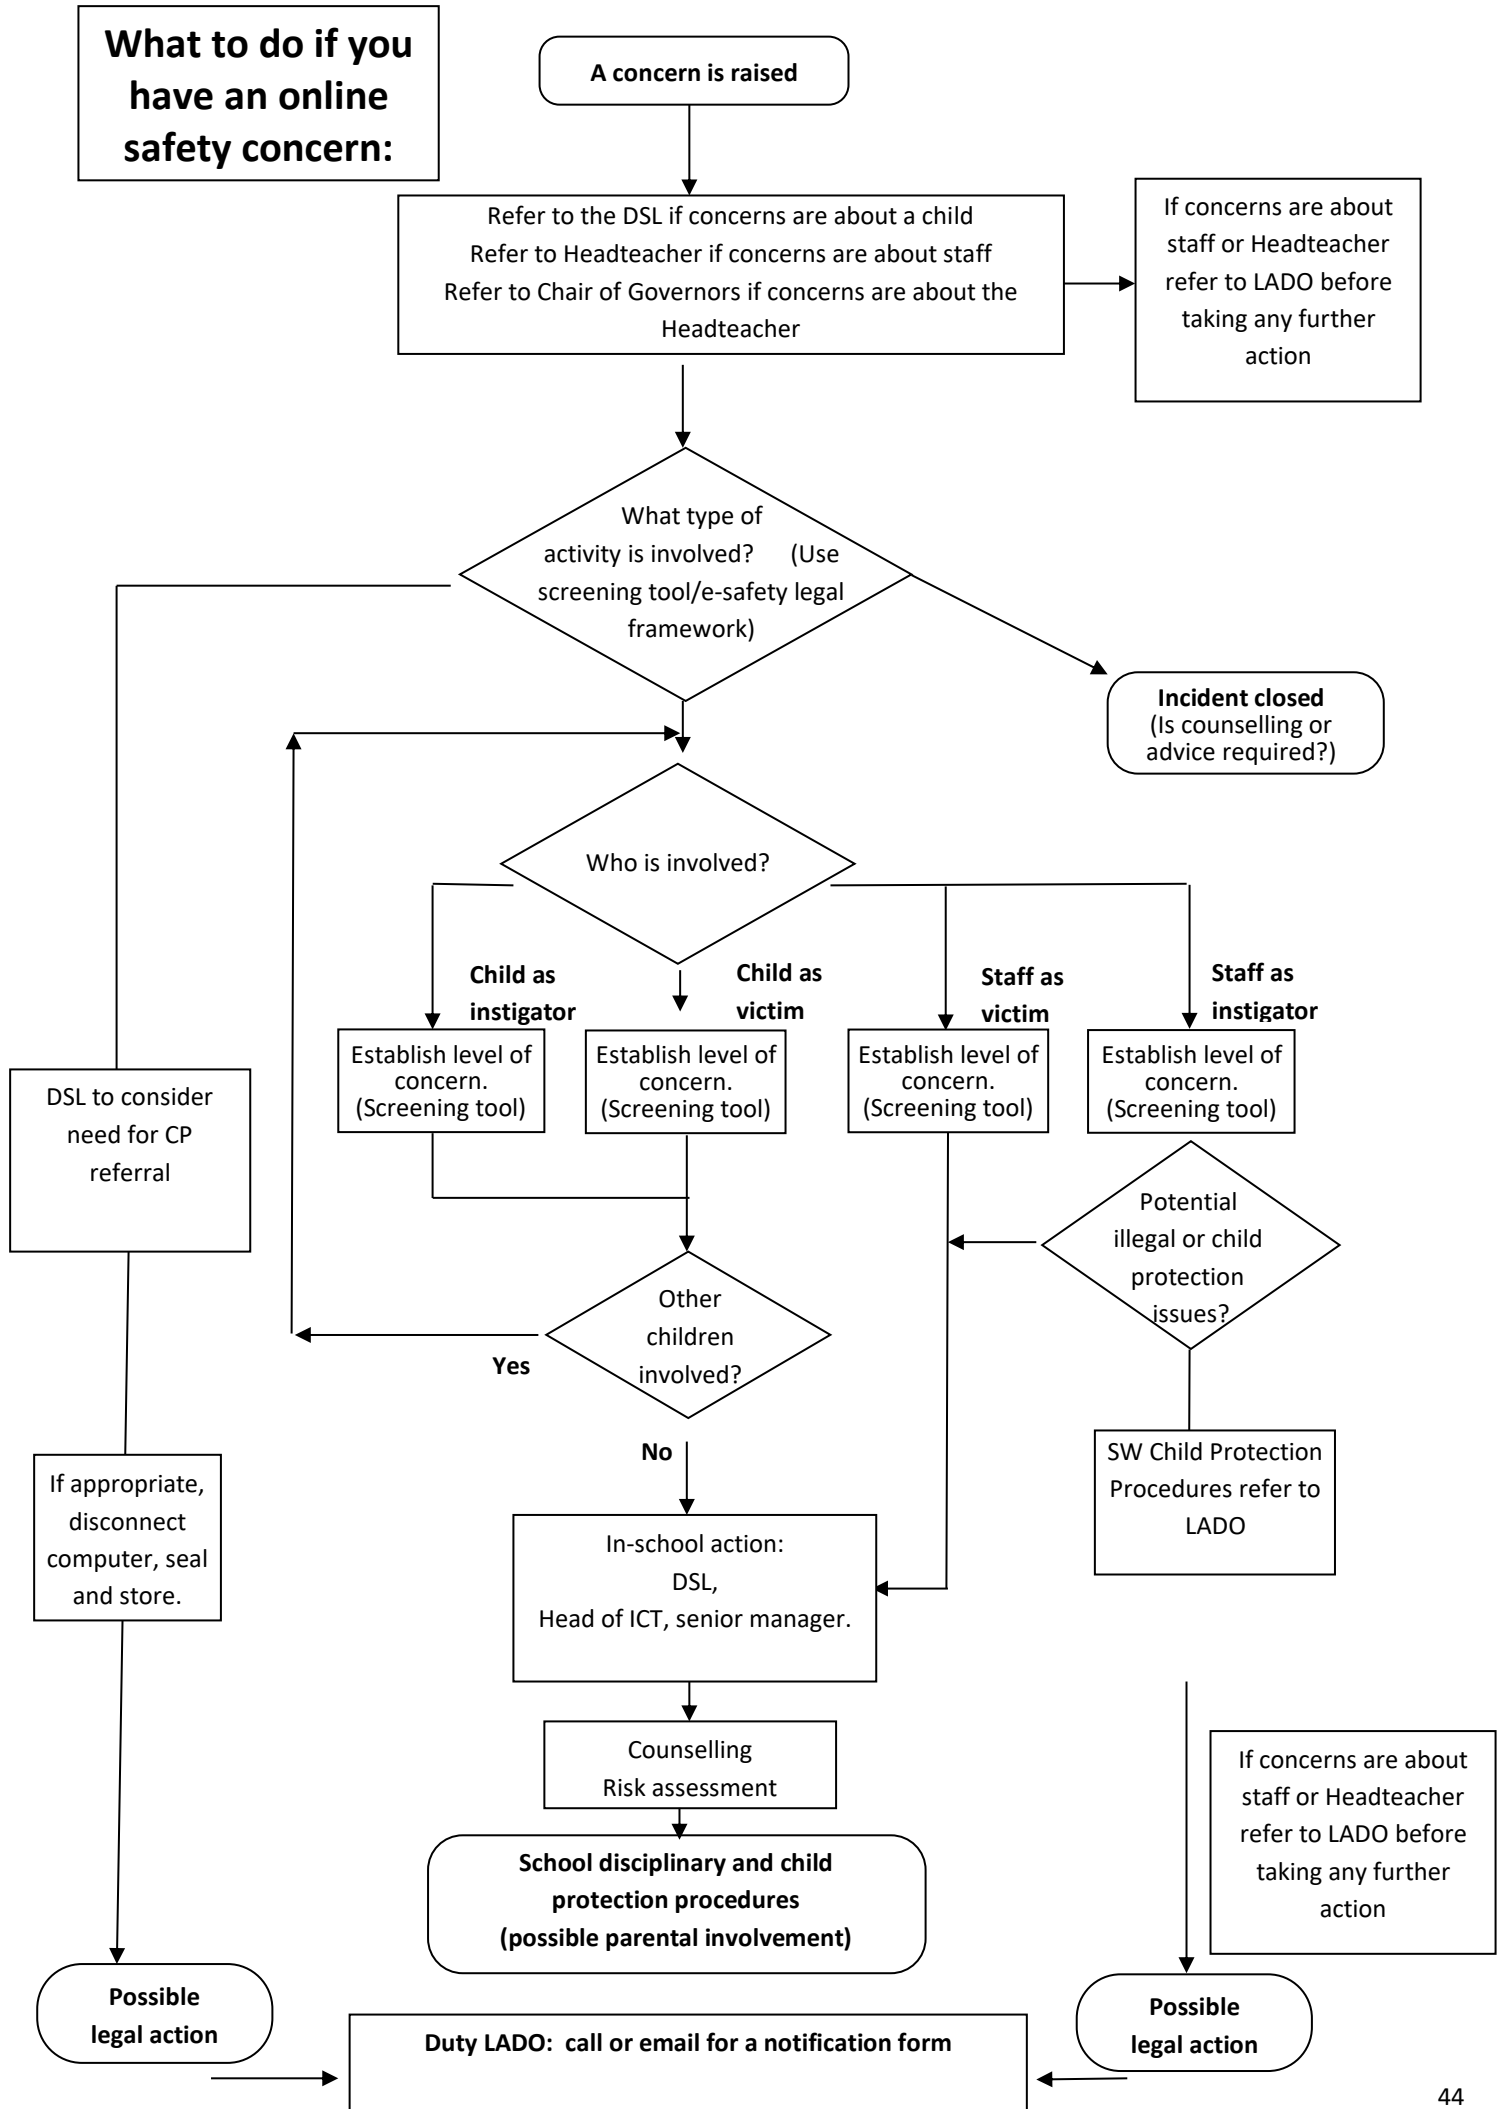 What to do if you
have an online
safety concern:
A concern is raised
Refer to the DSL if concerns are about a child
Refer to Headteacher if concerns are about staff
Refer to Chair of Governors if concerns are about the
Headteacher
If concerns are about
staff or Headteacher
refer to LADO before
taking any further
action
What type of
activity is involved? (Use
screening tool/e-safety legal
framework)
Incident closed
(Is counselling or
advice required?)
Who is involved?
Child as
instigator
Child as
victim
Staff as
victim
Staff as
instigator
Establish level of
concern.
(Screening tool)
Establish level of
concern.
(Screening tool)
Establish level of
concern.
(Screening tool)
Establish level of
concern.
(Screening tool)
DSL to consider
need for CP
referral
Potential
illegal or child
protection
issues?
Other
children
involved?
Yes
No
SW Child Protection
Procedures refer to
LADO
If appropriate,
disconnect
computer, seal
and store.
In-school action:
DSL,
Head of ICT, senior manager.
Counselling
Risk assessment
If concerns are about
staff or Headteacher
refer to LADO before
taking any further
action
School disciplinary and child
protection procedures
(possible parental involvement)
Possible
legal action
Possible
legal action
Duty LADO: call or email for a notification form
44